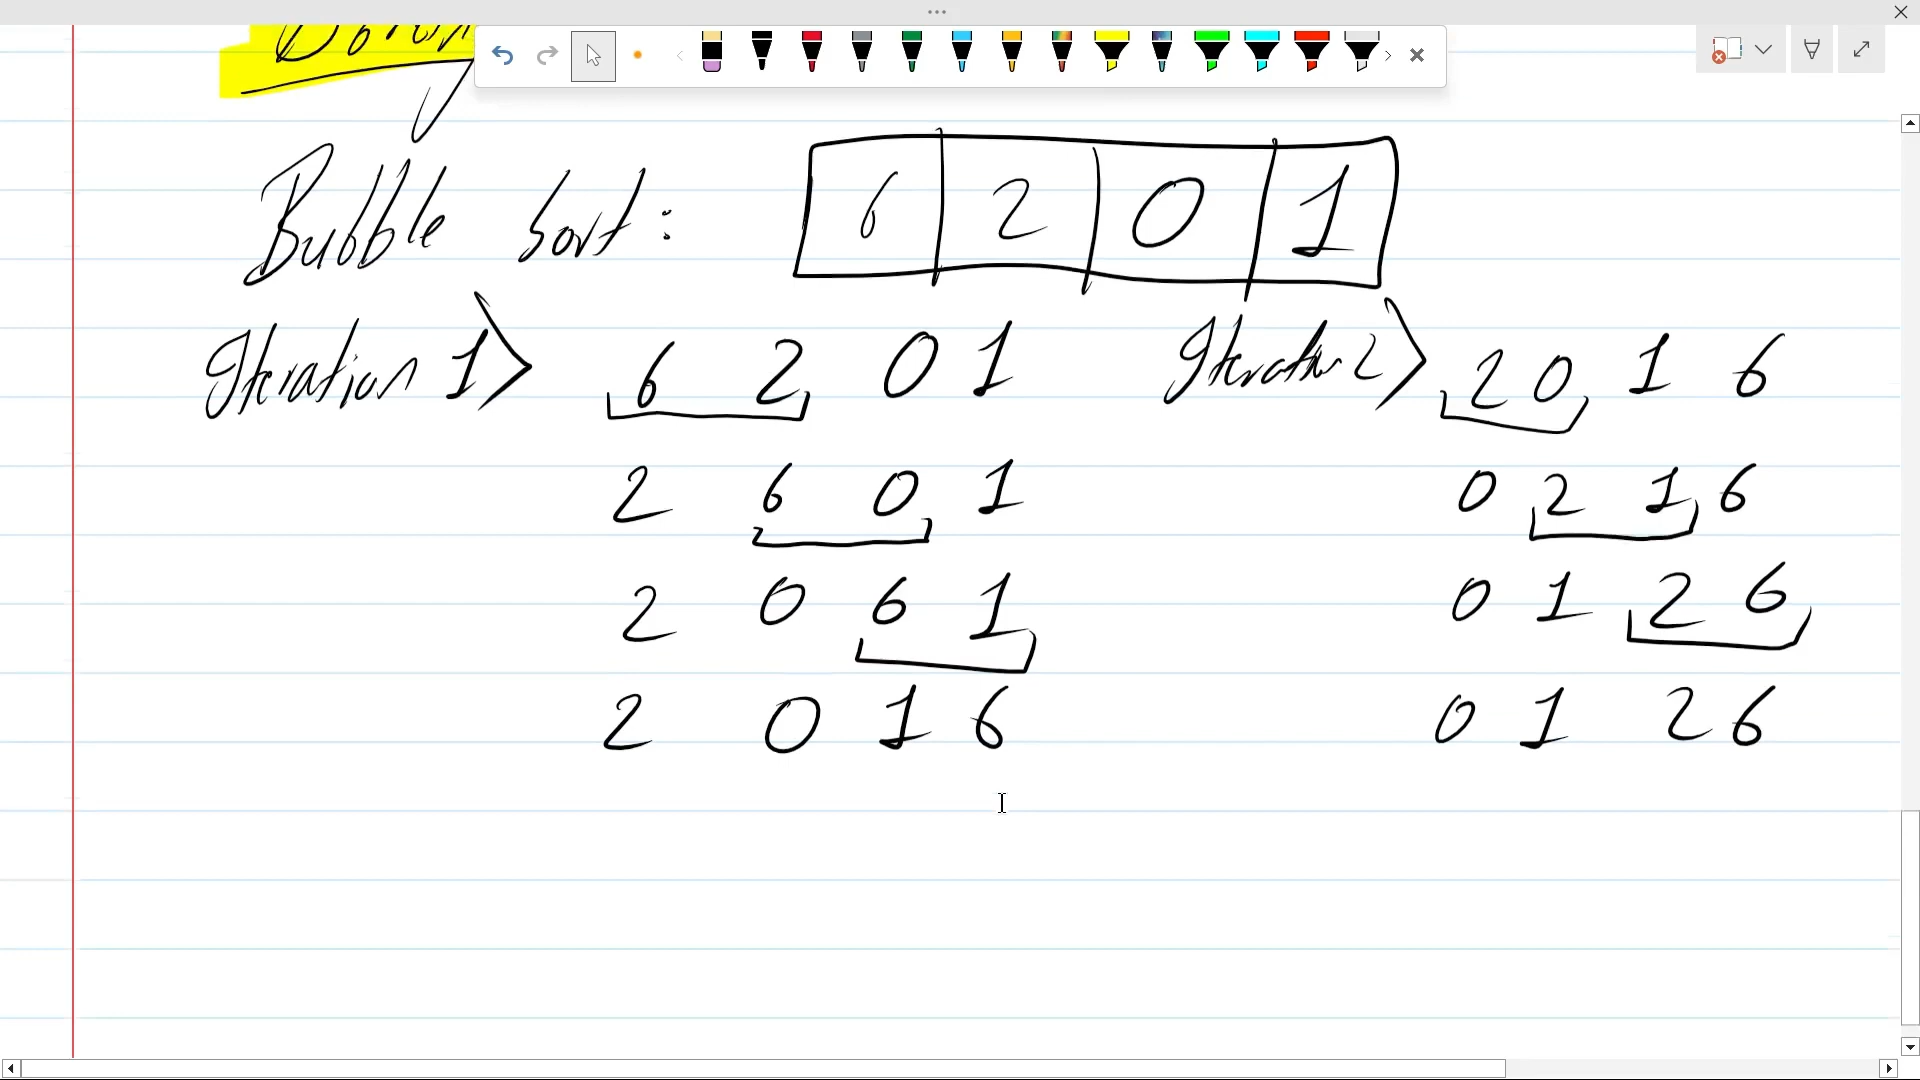 Bubble Sort: 6 2 0 1
Iteration 1> 6 2 0 1
2 6 0 1
2 0 6 1
2 0 1 6
Iteration 2> 2 0 1 6
0 2 1 6
0 1 2 6
0 1 2 6